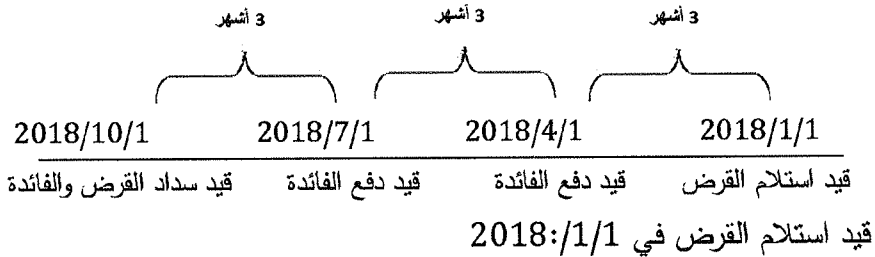 3 أشهر 3 أشهر 3 أشهر
2018/1/1 2018/4/1 2018/7/1 2018/10/1
قيد استلام القرض قيد دفع الفائدة قيد دفع الفائدة قيد سداد القرض والفائدة
قيد استلام القرض في 1/1/:2018